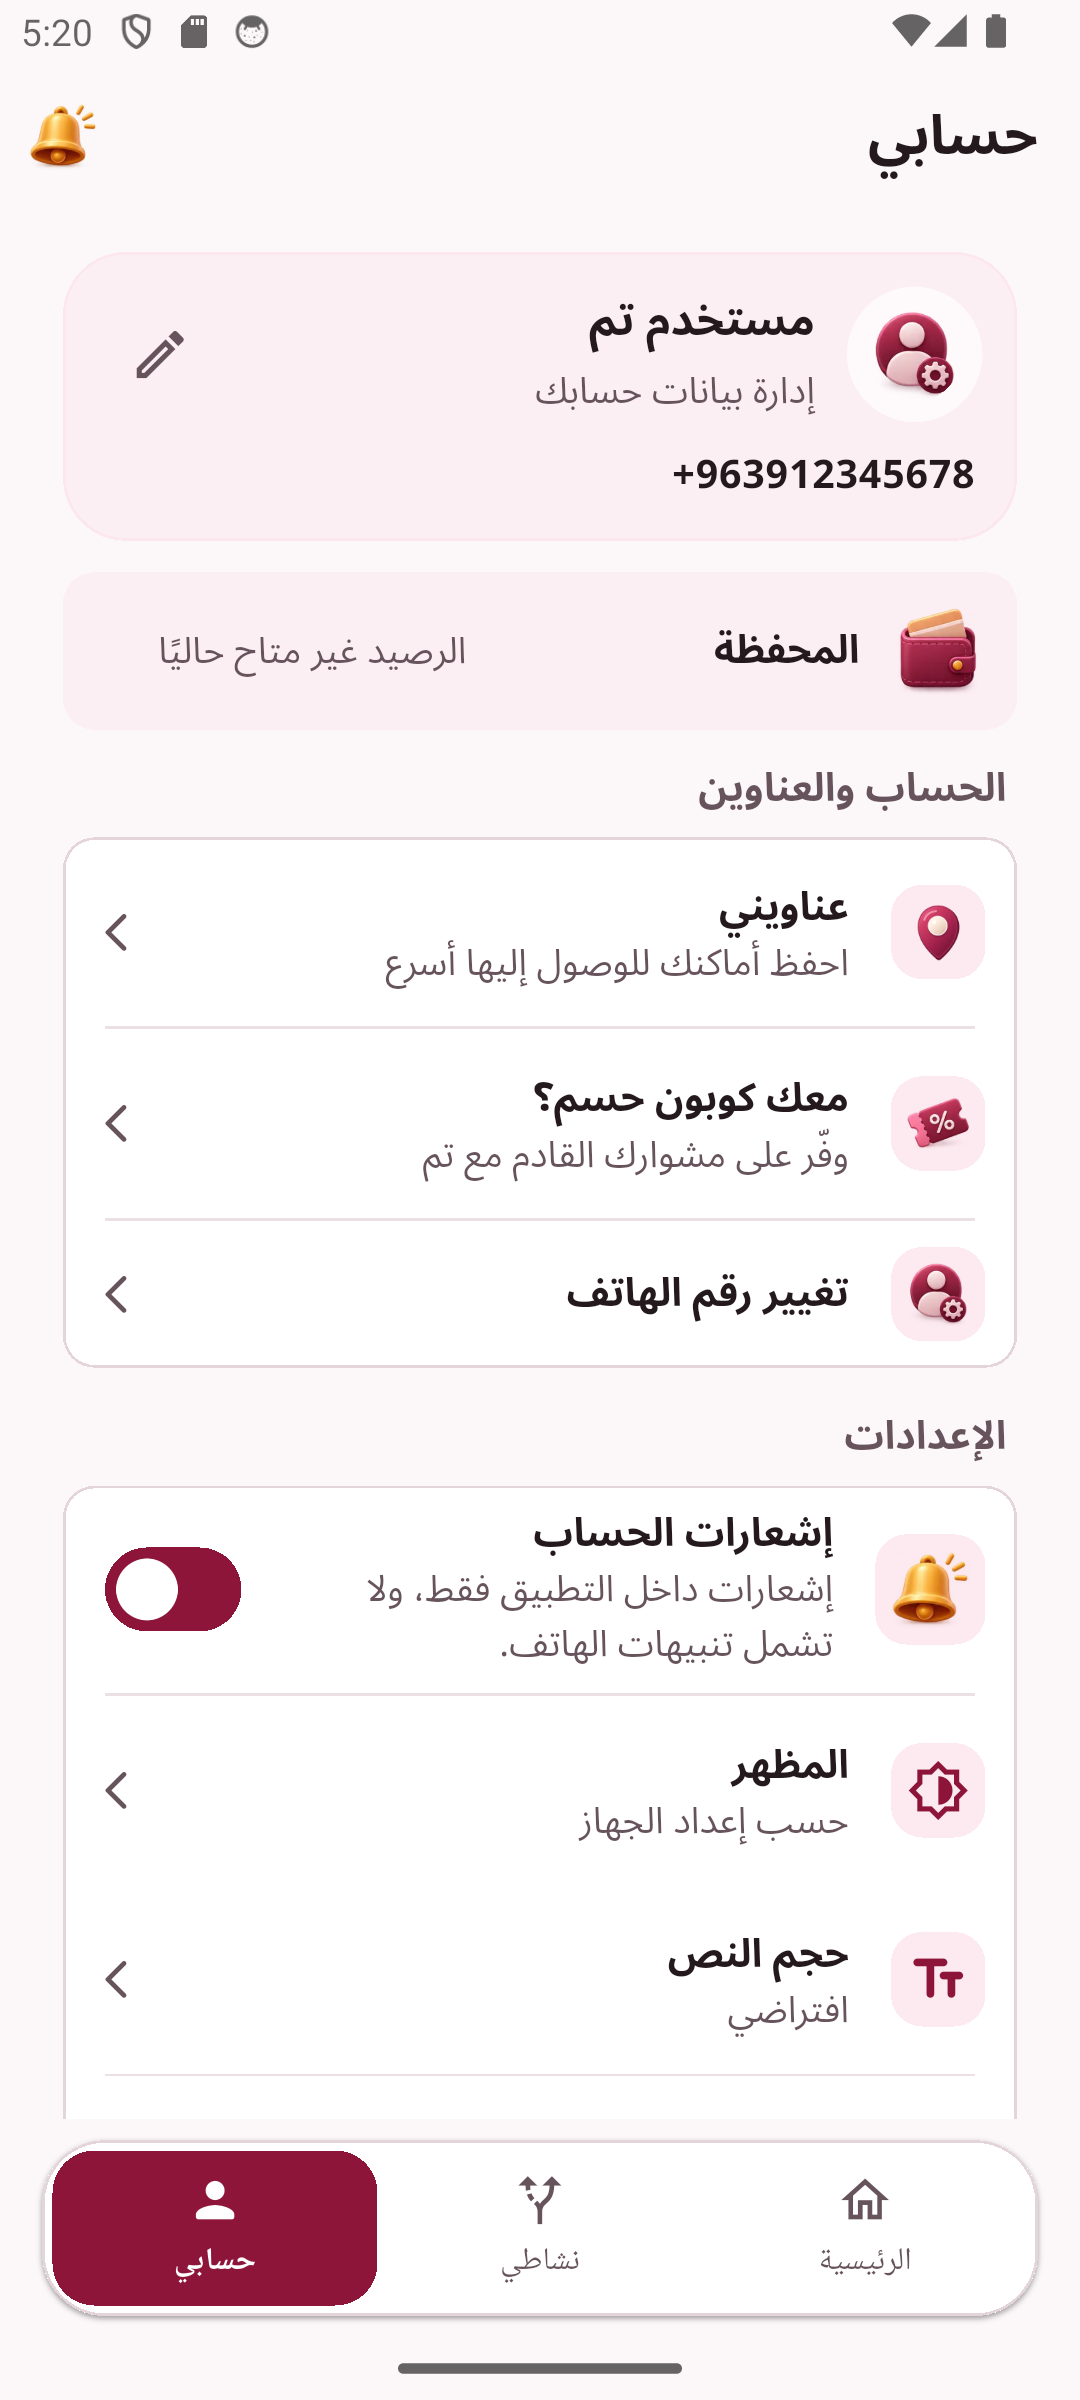 5:20
حسابي
مستخدم تم
إدارة بيانات حسابك
+963912345678
المحفظة
الرصيد غير متاح حاليًا
الحساب والعناوين
عناويني
احفظ أماكنك للوصول إليها أسرع
معك كوبون حسم؟
وفّر على مشوارك القادم مع تم
تغيير رقم الهاتف
الإعدادات
إشعارات الحساب
إشعارات داخل التطبيق فقط، ولا
تشمل تنبيهات الهاتف.
المظهر
حسب إعداد الجهاز
حجم النص
افتراضي
الرئيسية
نشاطي
حسابي